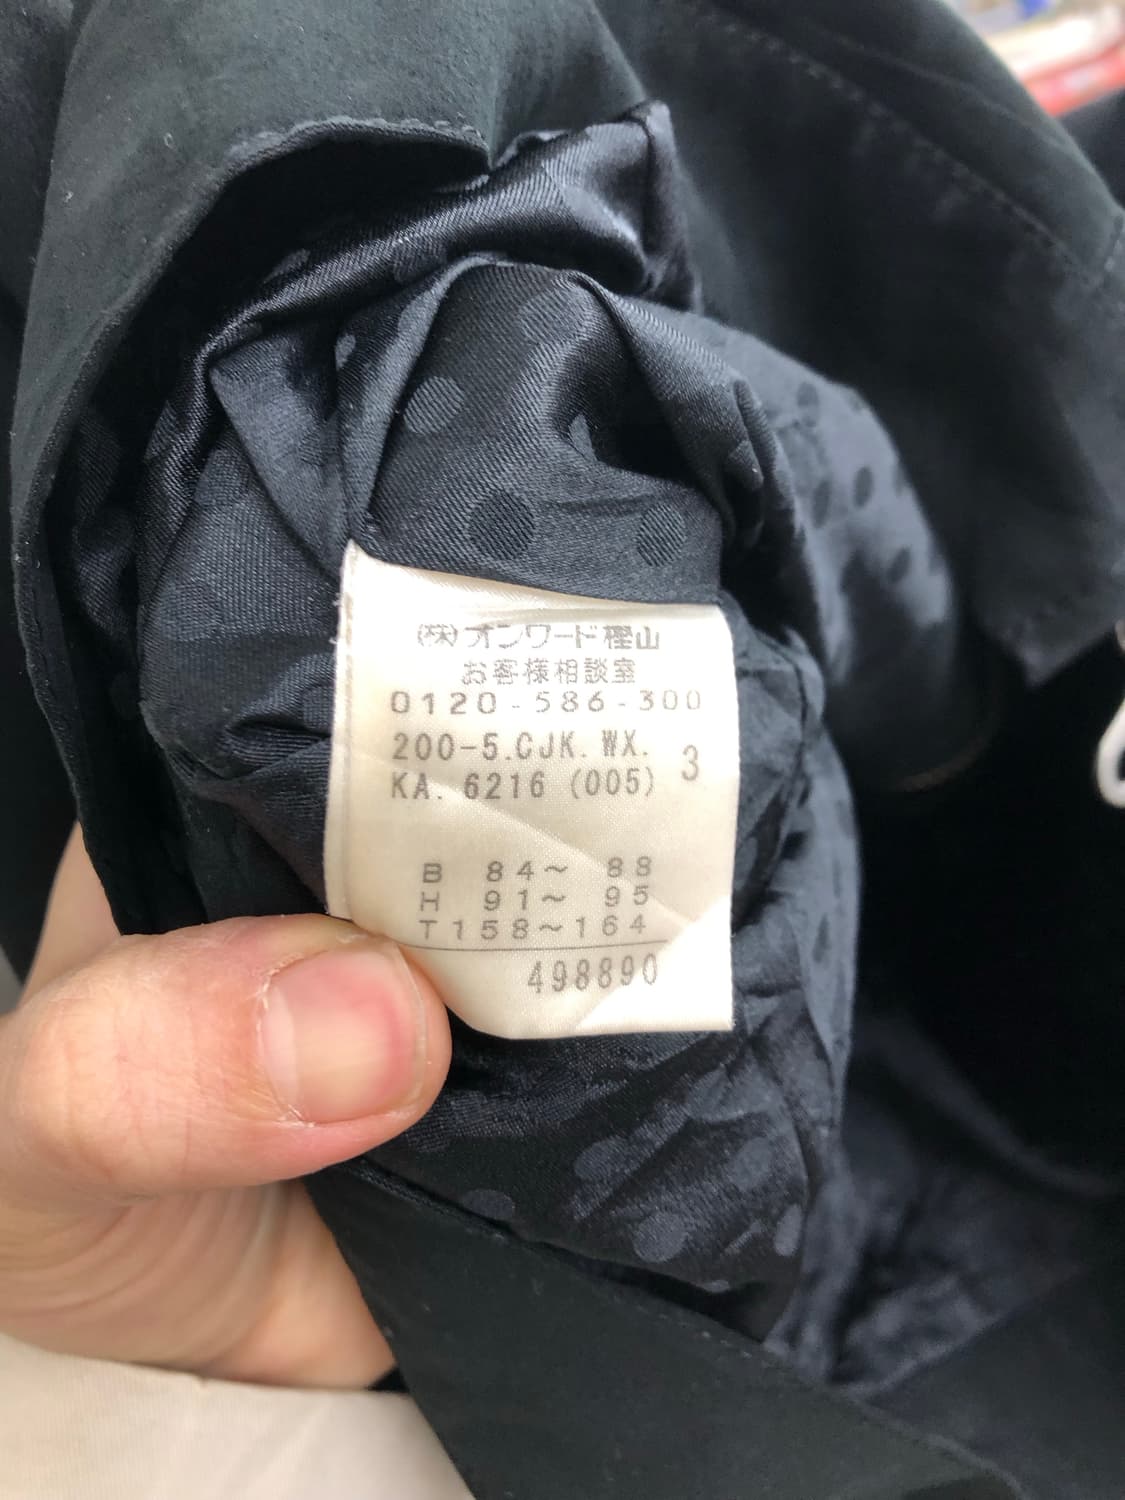 (株)オンワード樫山
お客様相談室
0120-586-300
200-5.CJK.WX. 3
KA.6216 (005)
B 84～ 88
H 91～ 95
T158～164
498890